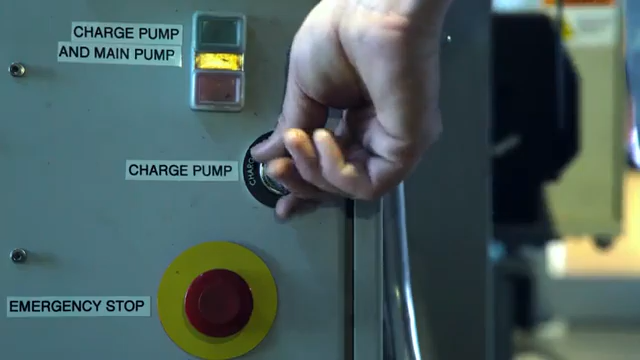 CHARGE PUMP
AND MAIN PUMP
CHARGE PUMP
EMERGENCY STOP